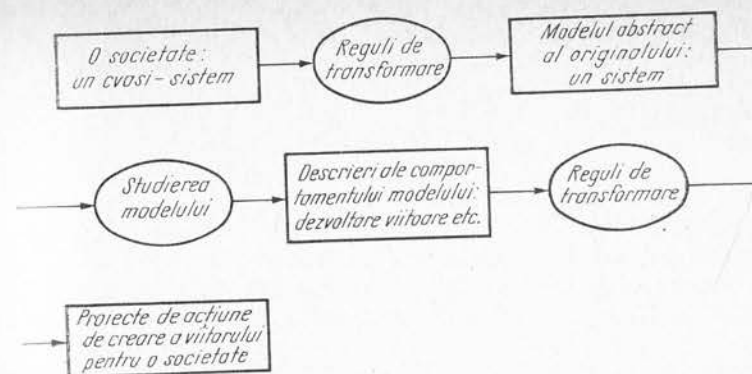 O societate:
un cvasi-sistem
Reguli de
transformare
Modelul abstract
al originalului:
un sistem
Studierea
modelului
Descrieri ale compor-
tamentului modelului:
dezvoltare viitoare etc.
Reguli de
transformare
Proiecte de acțiune
de creare a viitorului
pentru o societate